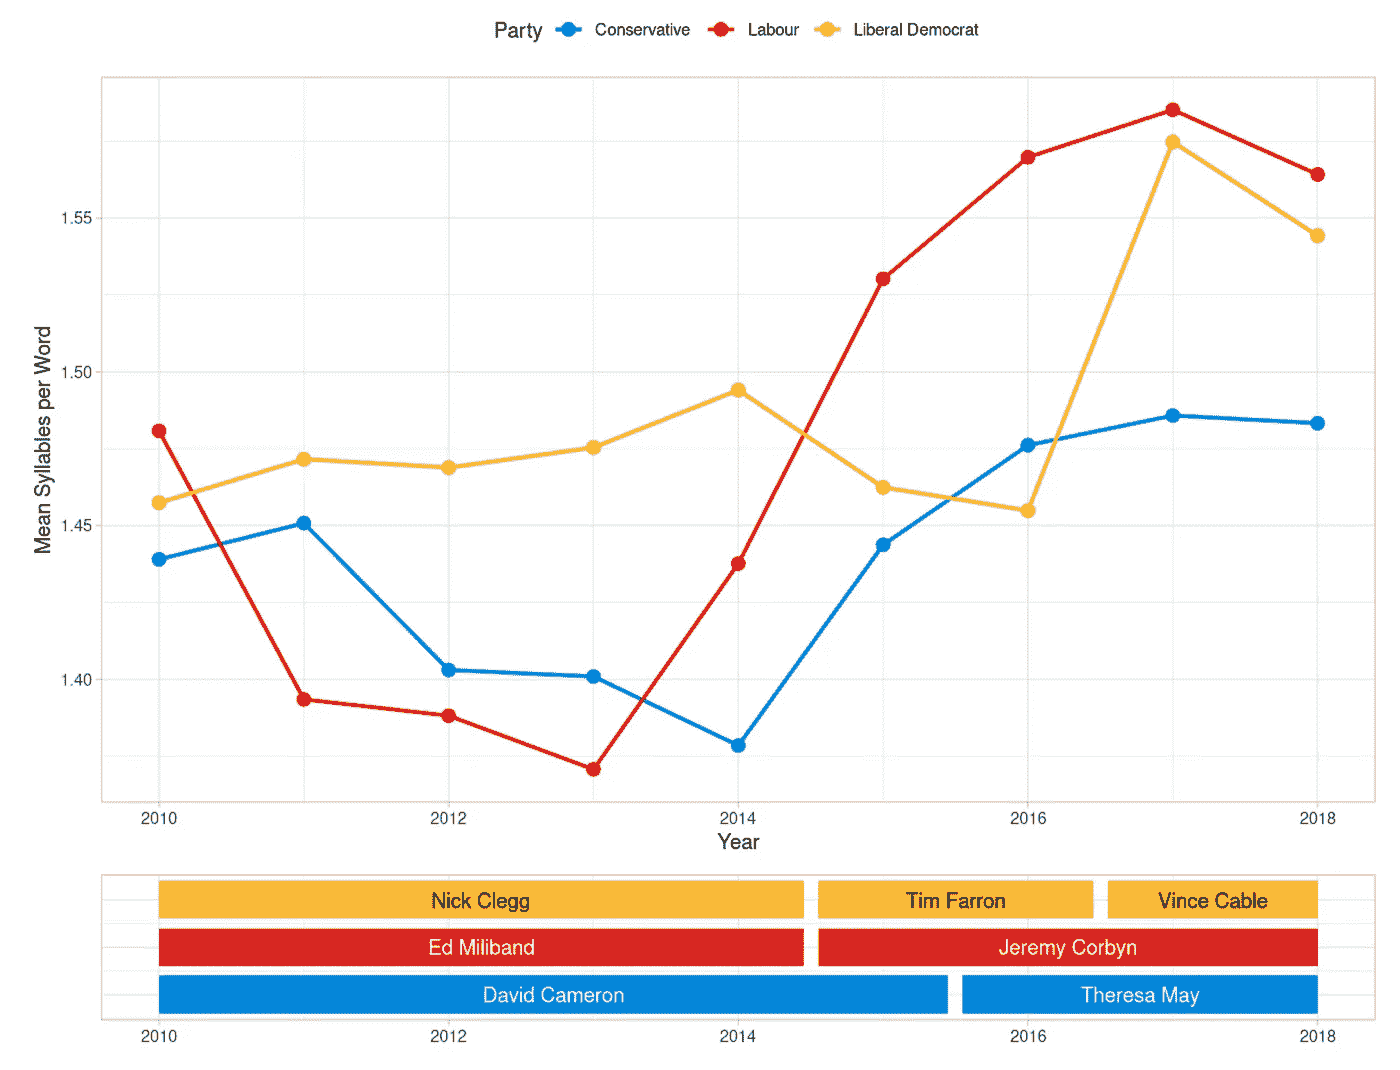 Party Conservative Labour Liberal Democrat
Mean Syllables per Word
1.55
1.50
1.45
1.40
2010 2012 2014 2016 2018
Year
Nick Clegg Tim Farron Vince Cable
Ed Miliband Jeremy Corbyn
David Cameron Theresa May
2010 2012 2014 2016 2018